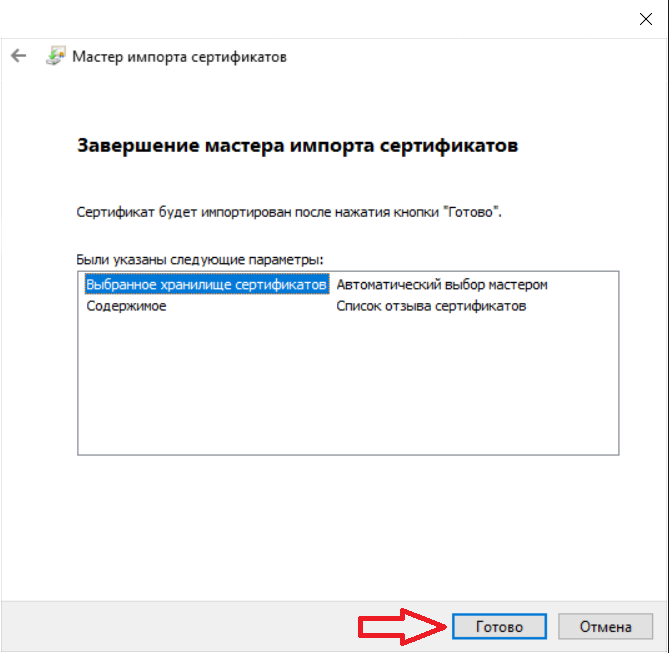 Мастер импорта сертификатов
Завершение мастера импорта сертификатов
Сертификат будет импортирован после нажатия кнопки "Готово".
Были указаны следующие параметры:
Выбранное хранилище сертификатов Автоматический выбор мастером
Содержимое Список отзыва сертификатов
Готово Отмена